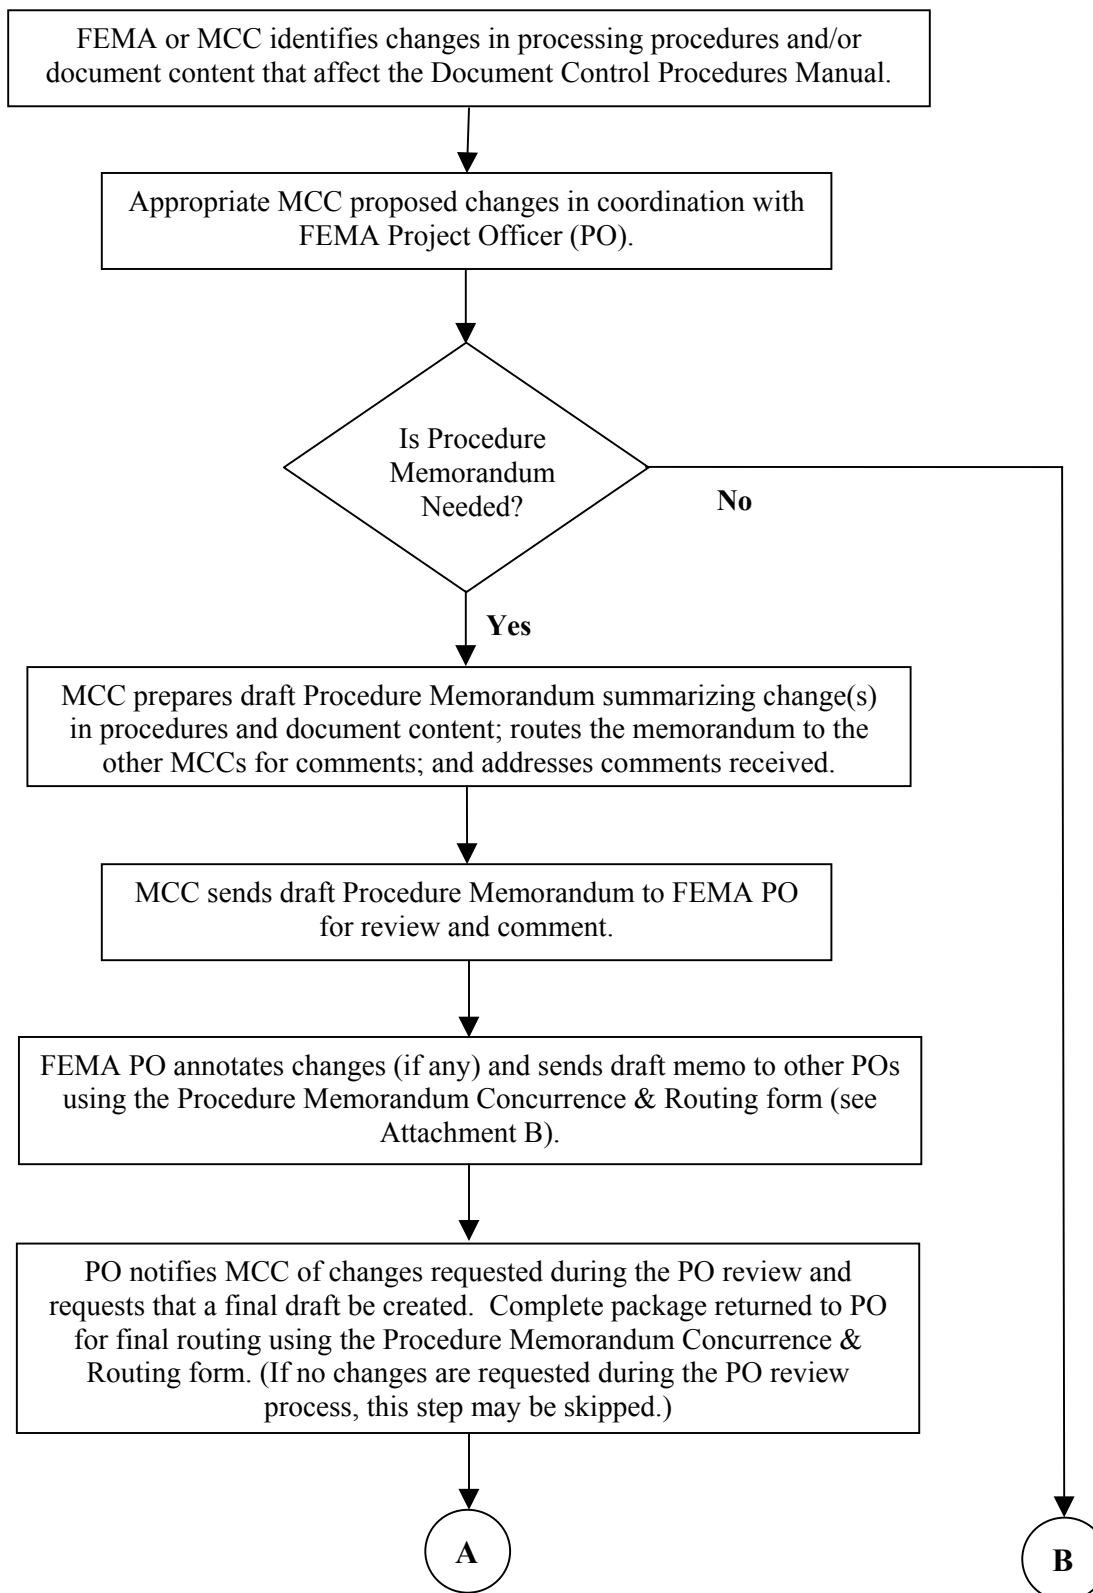 FEMA or MCC identifies changes in processing procedures and/or
document content that affect the Document Control Procedures Manual.
Appropriate MCC proposed changes in coordination with
FEMA Project Officer (PO).
Is Procedure
Memorandum
Needed?
No
Yes
MCC prepares draft Procedure Memorandum summarizing change(s)
in procedures and document content; routes the memorandum to the
other MCCs for comments; and addresses comments received.
MCC sends draft Procedure Memorandum to FEMA PO
for review and comment.
FEMA PO annotates changes (if any) and sends draft memo to other POs
using the Procedure Memorandum Concurrence & Routing form (see
Attachment B).
PO notifies MCC of changes requested during the PO review and
requests that a final draft be created.  Complete package returned to PO
for final routing using the Procedure Memorandum Concurrence &
Routing form. (If no changes are requested during the PO review
process, this step may be skipped.)
A
B